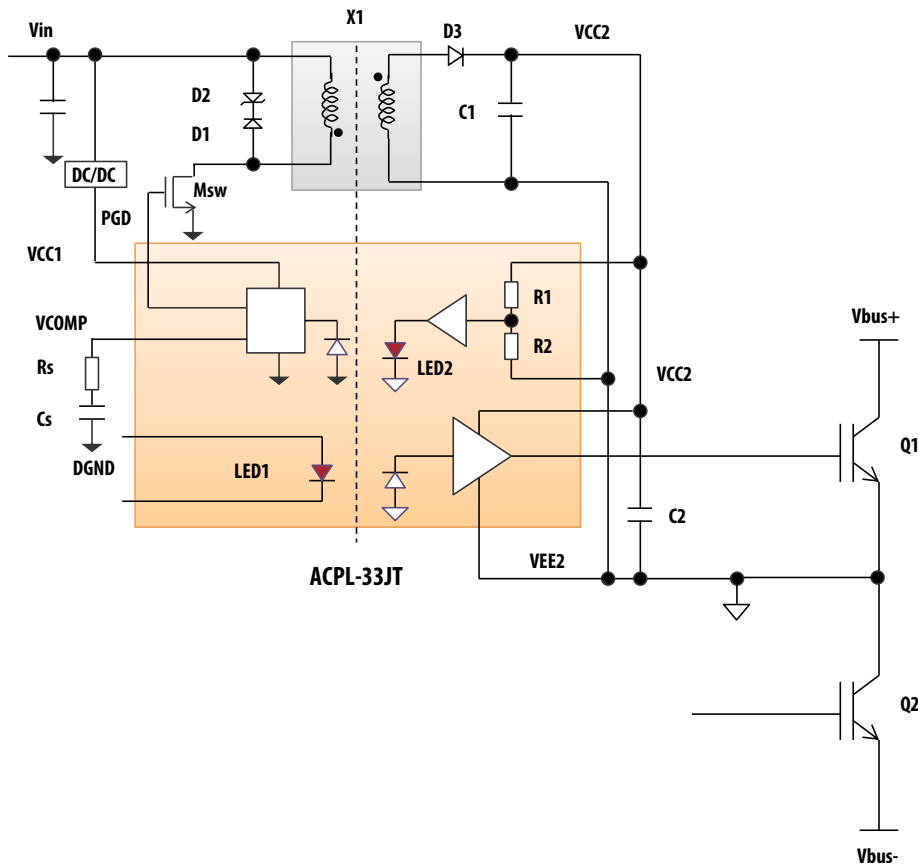 X1
Vin
D3
VCC2
D2
C1
D1
DC/DC
Msw
PGD
VCC1
R1
VCOMP
Vbus+
R2
Rs
LED2
VCC2
Cs
Q1
DGND
LED1
C2
VEE2
ACPL-33JT
Q2
Vbus-